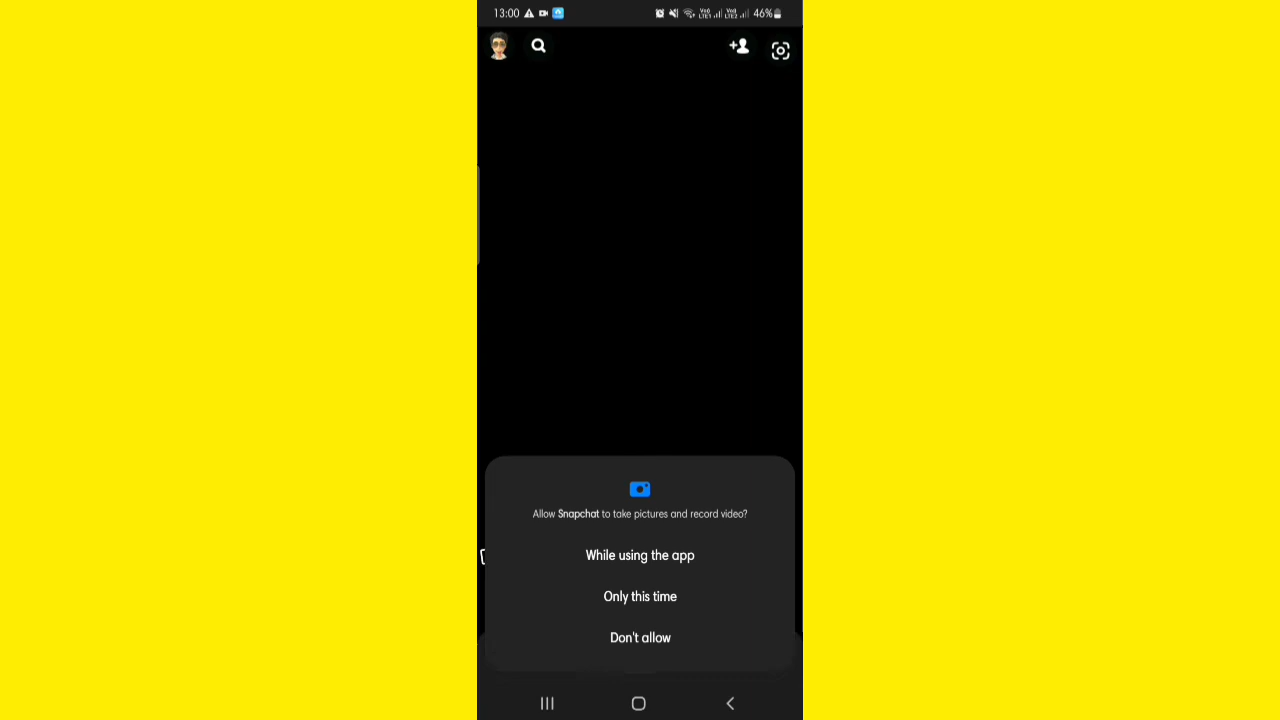 13:00 46%
Allow Snapchat to take pictures and record video?
While using the app
Only this time
Don't allow